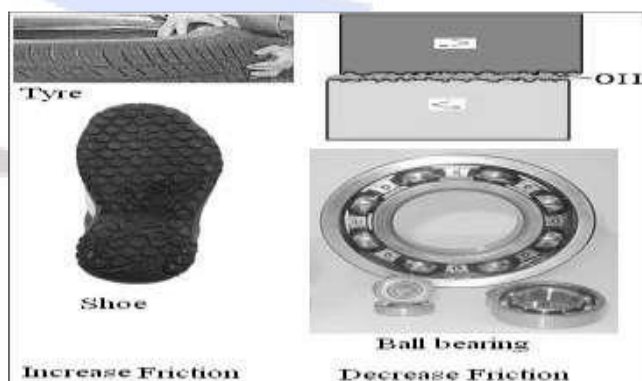 Tyre
Oil
Shoe
Ball bearing
Increase Friction
Decrease Friction